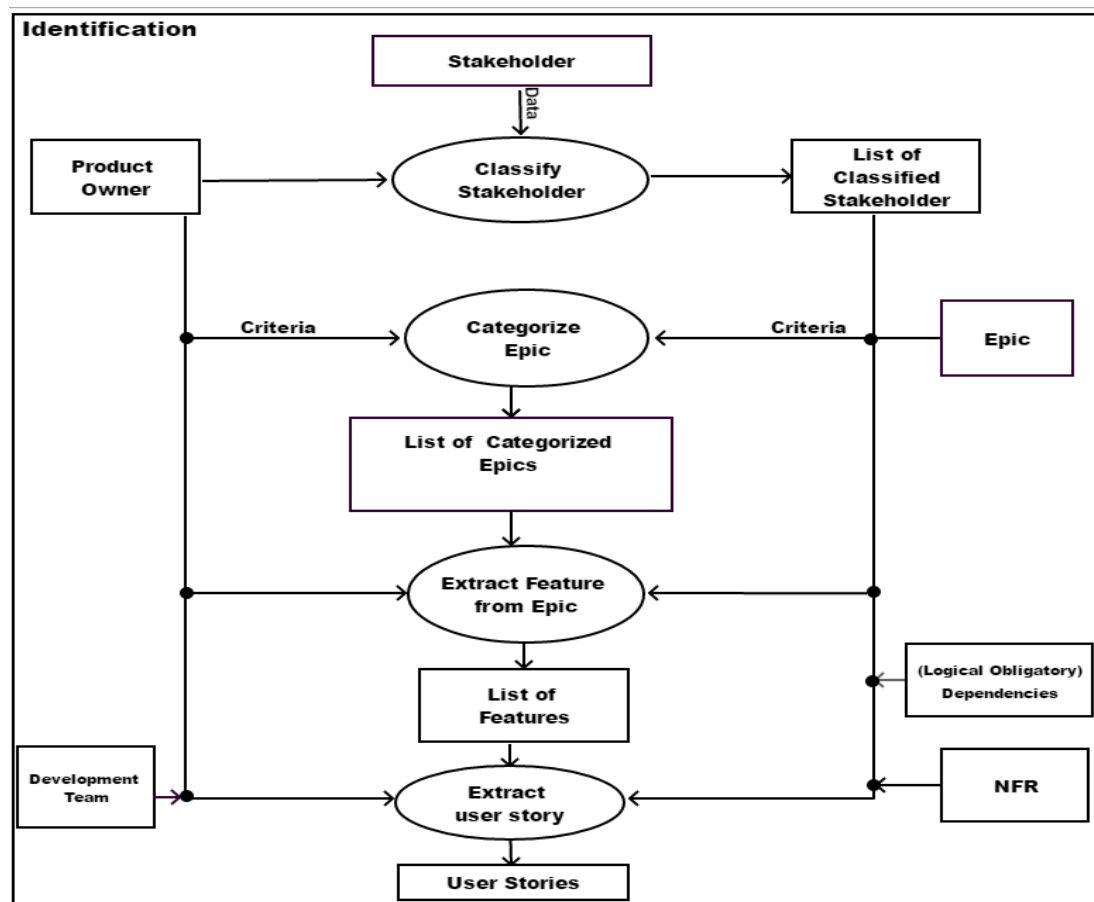 Identification
Stakeholder
Data
Product
Owner
Classify
Stakeholder
List of
Classified
Stakeholder
Criteria
Categorize
Epic
Criteria
Epic
List of Categorized
Epics
Extract Feature
from Epic
(Logical Obligatory)
Dependencies
List of
Features
Development
Team
Extract
user story
NFR
User Stories